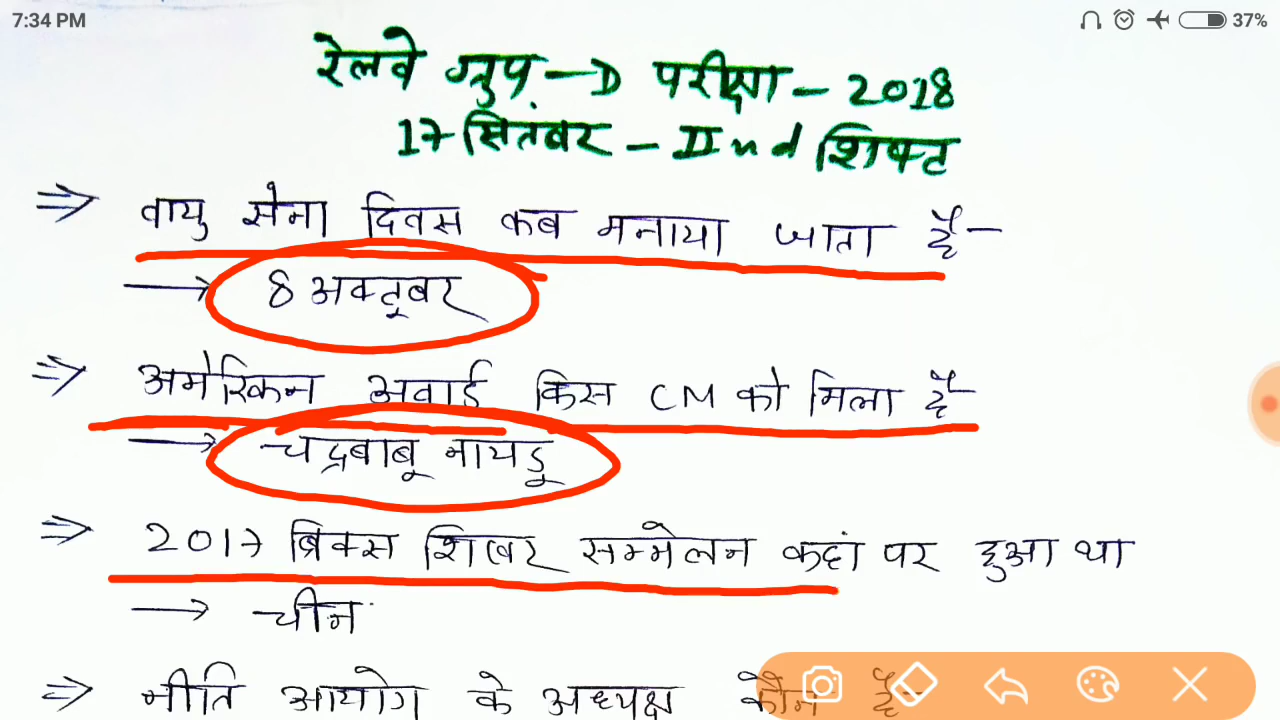 7:34 PM
37%
रेलवे ग्रुप-D परीक्षा - 2018
17 सितंबर - IInd शिफ्ट
⇒ वायु सेना दिवस कब मनाया जाता है-
→ 8 अक्टूबर
⇒ अमेरिकन अवार्ड किस CM को मिला है-
→ चद्रबाबू नायडू
⇒ 2017 ब्रिक्स शिखर सम्मेलन कहां पर हुआ था
→ चीन
⇒ नीति आयोग के अध्यक्ष कौन है-